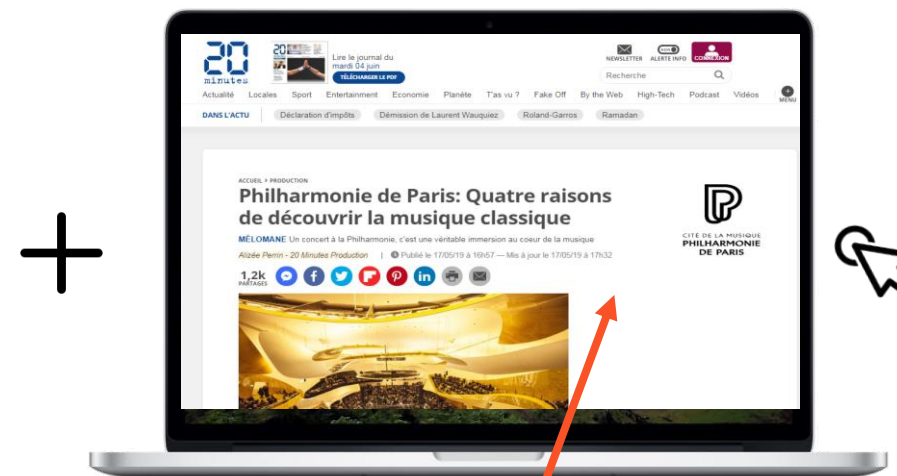 20
minutes
20
Lire le journal du
mardi 04 juin
TÉLÉCHARGER LE PDF
NEWSLETTER ALERTE INFO CONNEXION
Recherche
Actualité Locales Sport Entertainment Economie Planète T'as vu ? Fake Off By the Web High-Tech Podcast Vidéos
MENU
DANS L'ACTU Déclaration d'impôts Démission de Laurent Wauquiez Roland-Garros Ramadan
ACCUEIL > PRODUCTION
Philharmonie de Paris: Quatre raisons
de découvrir la musique classique
MÉLOMANE Un concert à la Philharmonie, c'est une véritable immersion au coeur de la musique
Alizée Perrin - 20 Minutes Production | Publié le 17/05/19 à 16h57 — Mis à jour le 17/05/19 à 17h32
1,2k
PARTAGES
CITÉ DE LA MUSIQUE
PHILHARMONIE
DE PARIS